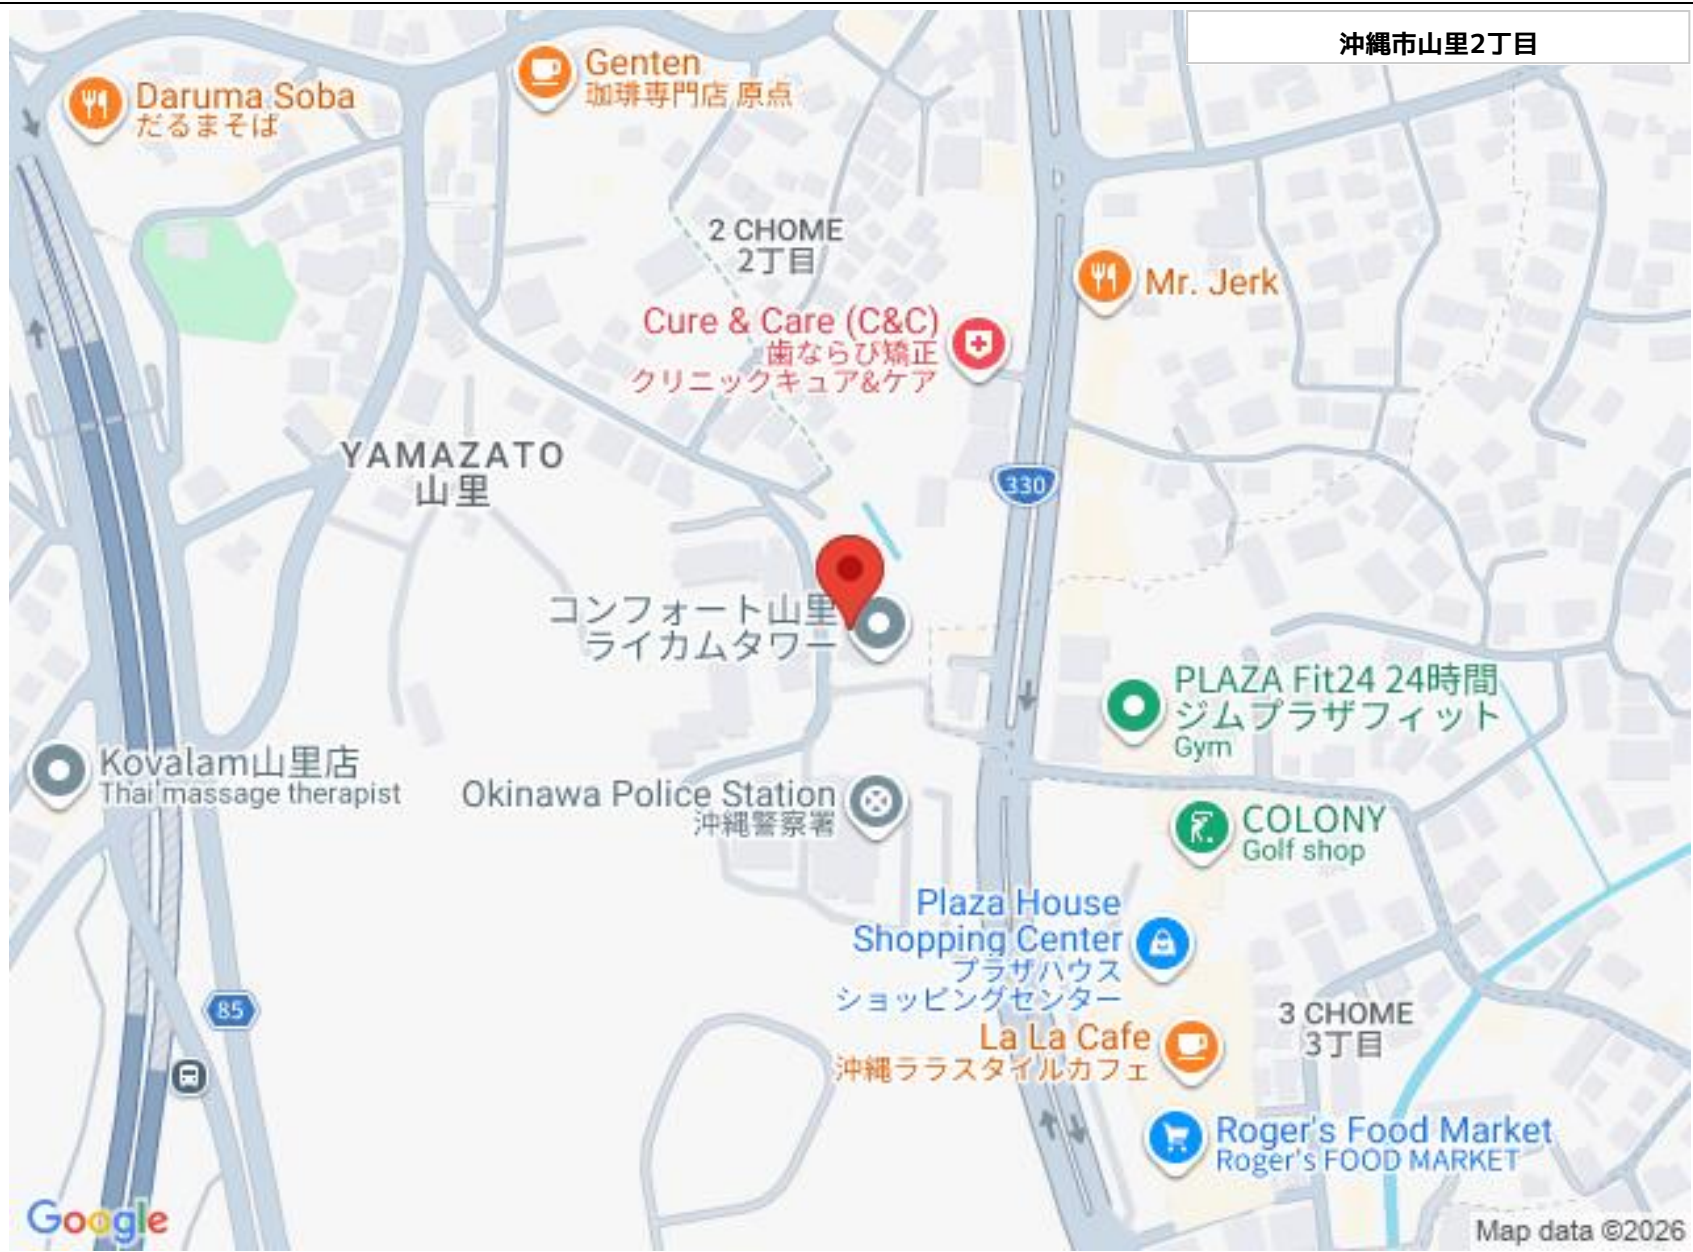 沖縄市山里2丁目
Genten
珈琲専門店 原点
Daruma Soba
だるまそば
2 CHOME
2丁目
Mr. Jerk
Cure & Care (C&C)
歯ならび矯正
クリニックキュア&ケア
YAMAZATO
山里
330
コンフォート山里
ライカムタワー
PLAZA Fit24 24時間
ジムプラザフィット
Gym
Kovalam山里店
Thai massage therapist
Okinawa Police Station
沖縄警察署
COLONY
Golf shop
Plaza House
Shopping Center
プラザハウス
ショッピングセンター
85
3 CHOME
3丁目
La La Cafe
沖縄ララスタイルカフェ
Roger's Food Market
Roger's FOOD MARKET
Google
Map data ©2026